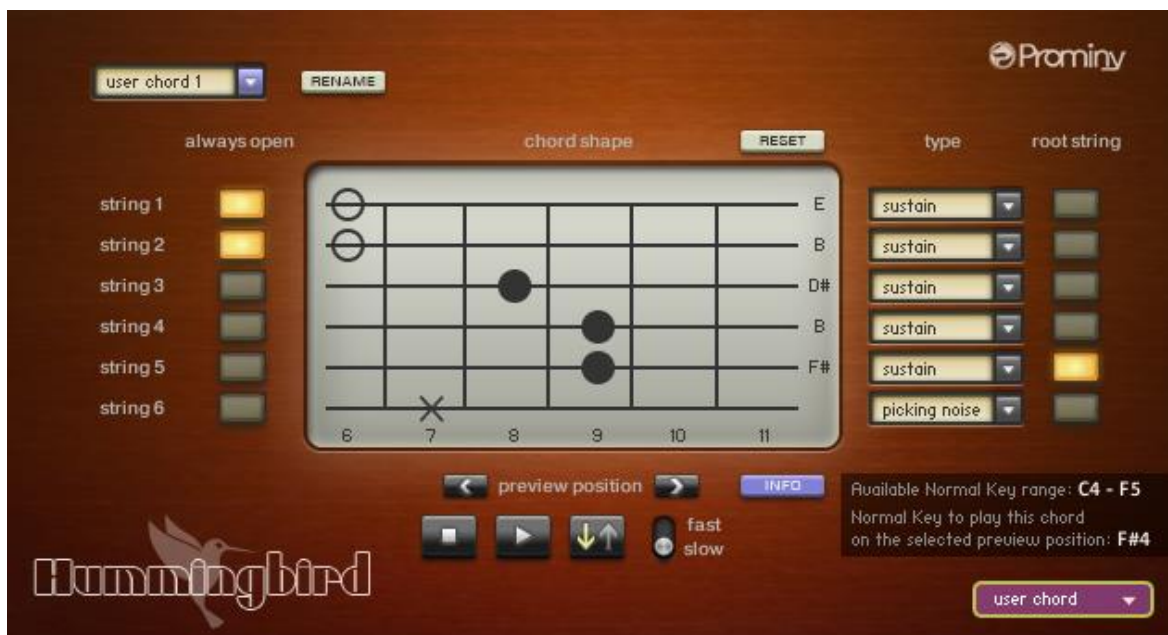 Prominy
user chord 1 RENAME
always open chord shape RESET type root string
string 1 E sustain
string 2 B sustain
string 3 D# sustain
string 4 B sustain
string 5 F# sustain
string 6 picking noise
6 7 8 9 10 11
preview position INFO
Available Normal Key range: C4 - F5
Normal Key to play this chord
on the selected preview position: F#4
fast
slow
Hummingbird
user chord